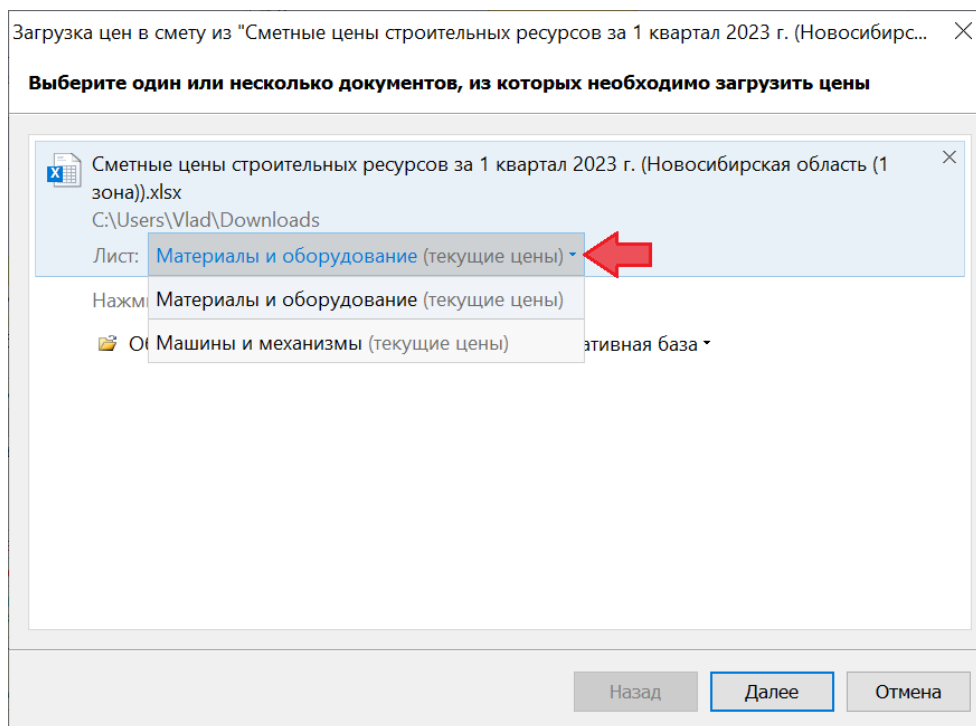 Загрузка цен в смету из "Сметные цены строительных ресурсов за 1 квартал 2023 г. (Новосибирс...
Выберите один или несколько документов, из которых необходимо загрузить цены
Сметные цены строительных ресурсов за 1 квартал 2023 г. (Новосибирская область (1
зона)).xlsx
C:\Users\Vlad\Downloads
Лист: Материалы и оборудование (текущие цены)
Материалы и оборудование (текущие цены)
Машины и механизмы (текущие цены)
база
Назад Далее Отмена